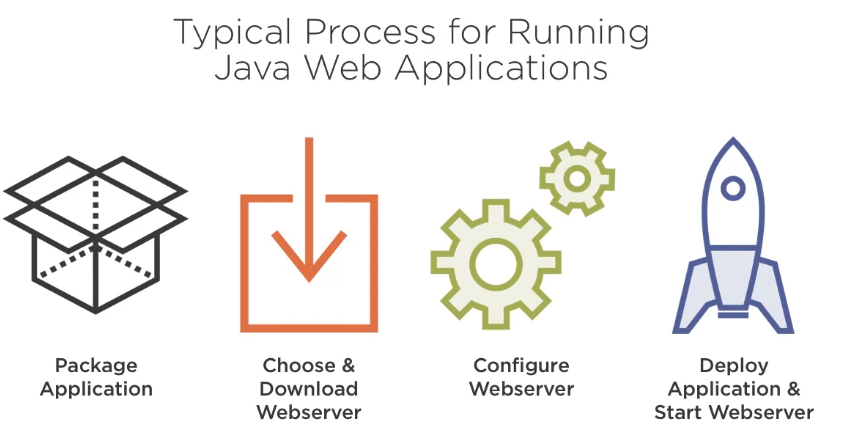 Typical Process for Running
Java Web Applications
Package
Application
Choose &
Download
Webserver
Configure
Webserver
Deploy
Application &
Start Webserver